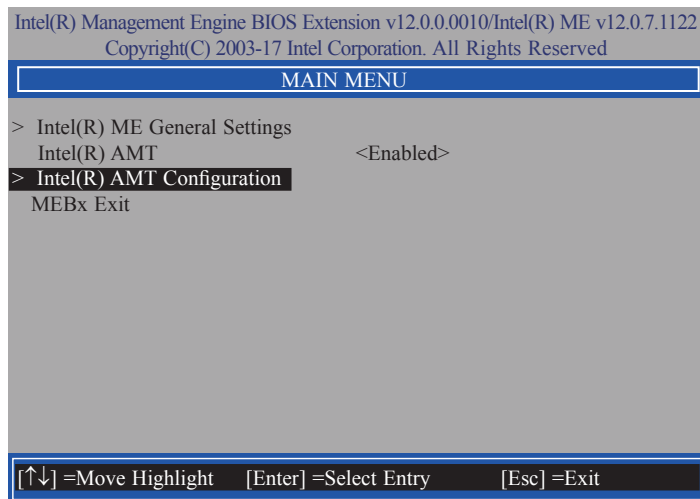 Intel(R) Management Engine BIOS Extension v12.0.0.0010/Intel(R) ME v12.0.7.1122
Copyright(C) 2003-17 Intel Corporation. All Rights Reserved
MAIN MENU
> Intel(R) ME General Settings
Intel(R) AMT <Enabled>
> Intel(R) AMT Configuration
MEBx Exit
[↑↓] =Move Highlight [Enter] =Select Entry [Esc] =Exit